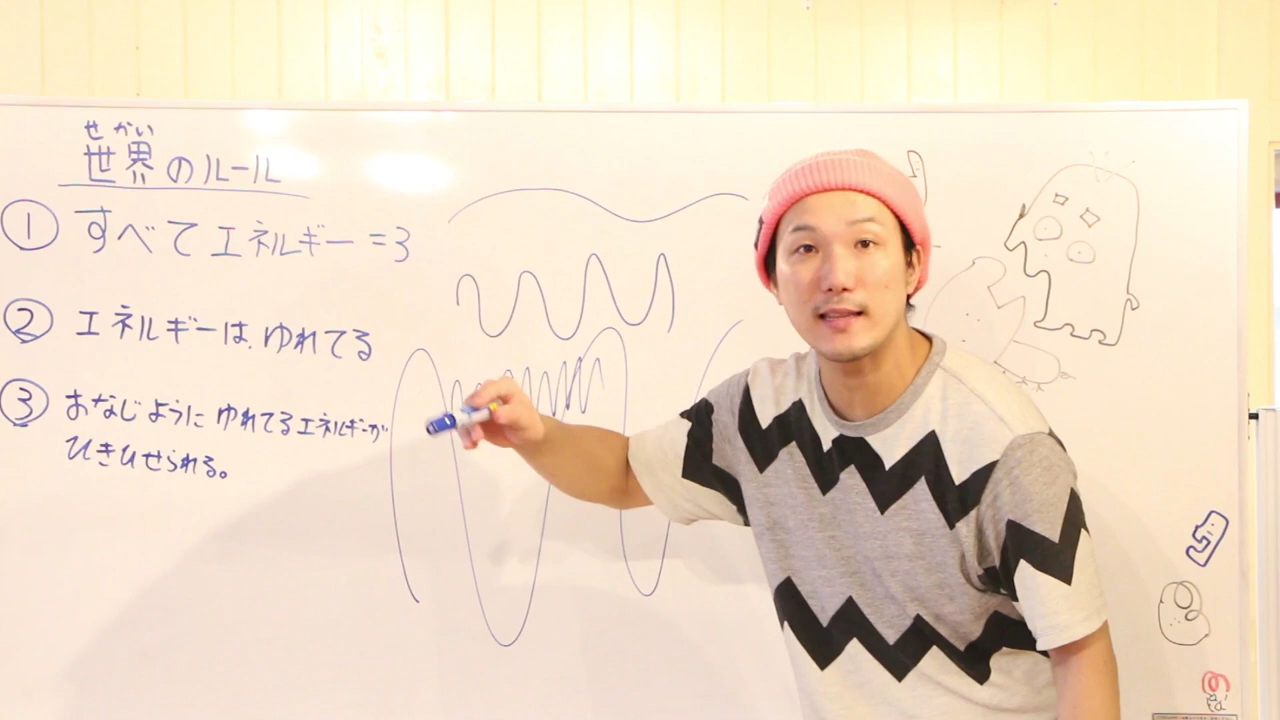 せかい
世界のルール
① すべてエネルギー=3
② エネルギーは、ゆれてる
③ おなじようにゆれてるエネルギーが
ひきひせられる。